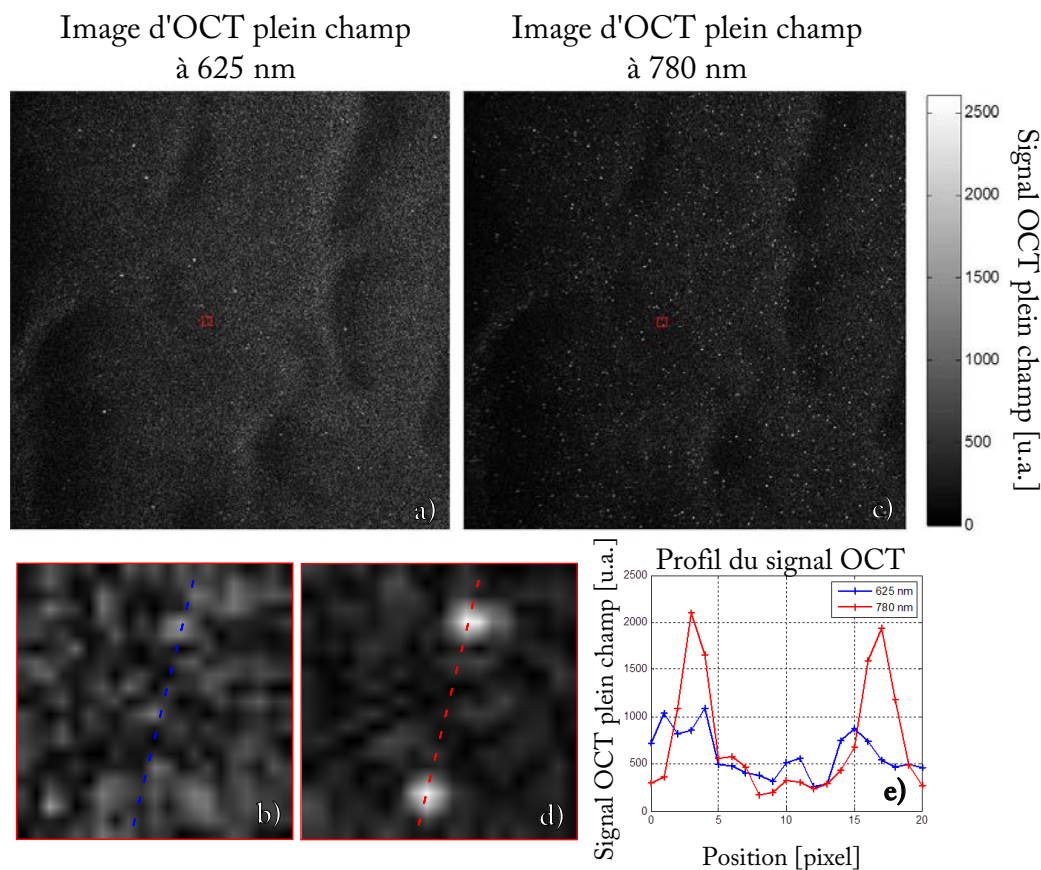 Image d'OCT plein champ
à 625 nm
Image d'OCT plein champ
à 780 nm
a)
c)
2500
2000
1500
1000
500
0
Signal OCT plein champ [u.a.]
b)
d)
Profil du signal OCT
Signal OCT plein champ [u.a.]
2500
2000
1500
1000
500
0
625 nm
780 nm
e)
0
5
10
15
20
Position [pixel]